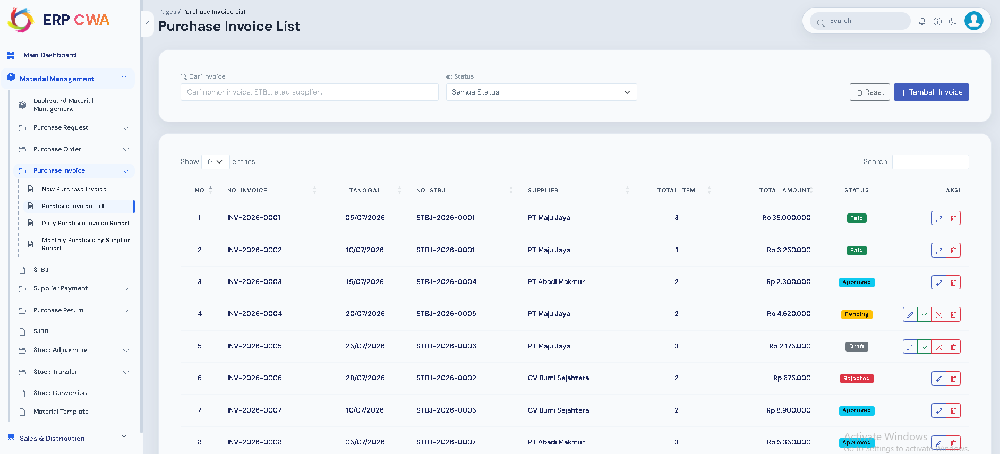 ERP CWA
Main Dashboard
Material Management
Dashboard Material
Management
Purchase Request
Purchase Order
Purchase Invoice
New Purchase Invoice
Purchase Invoice List
Daily Purchase Invoice Report
Monthly Purchase by Supplier
Report
STBJ
Supplier Payment
Purchase Return
SJBB
Stock Adjustment
Stock Transfer
Stock Convertion
Material Template
Sales & Distribution
Pages / Purchase Invoice List
Purchase Invoice List
Search...
Cari Invoice
Cari nomor invoice, STBJ, atau supplier...
Status
Semua Status
Reset
+ Tambah Invoice
Show 10 entries
Search:
NO NO. INVOICE TANGGAL NO. STBJ SUPPLIER TOTAL ITEM TOTAL AMOUNT STATUS AKSI
1 INV-2026-0001 05/07/2026 STBJ-2026-0001 PT Maju Jaya 3 Rp 36.000.000 Paid
2 INV-2026-0002 10/07/2026 STBJ-2026-0001 PT Maju Jaya 1 Rp 3.250.000 Paid
3 INV-2026-0003 15/07/2026 STBJ-2026-0004 PT Abadi Makmur 2 Rp 2.300.000 Approved
4 INV-2026-0004 20/07/2026 STBJ-2026-0006 PT Maju Jaya 2 Rp 4.620.000 Pending
5 INV-2026-0005 25/07/2026 STBJ-2026-0003 PT Maju Jaya 3 Rp 2.175.000 Draft
6 INV-2026-0006 28/07/2026 STBJ-2026-0002 CV Bumi Sejahtera 2 Rp 675.000 Rejected
7 INV-2026-0007 10/07/2026 STBJ-2026-0005 CV Bumi Sejahtera 2 Rp 8.900.000 Approved
8 INV-2026-0008 05/07/2026 STBJ-2026-0007 PT Abadi Makmur 3 Rp 5.350.000 Approved
Activate Windows
Go to Settings to activate Windows.